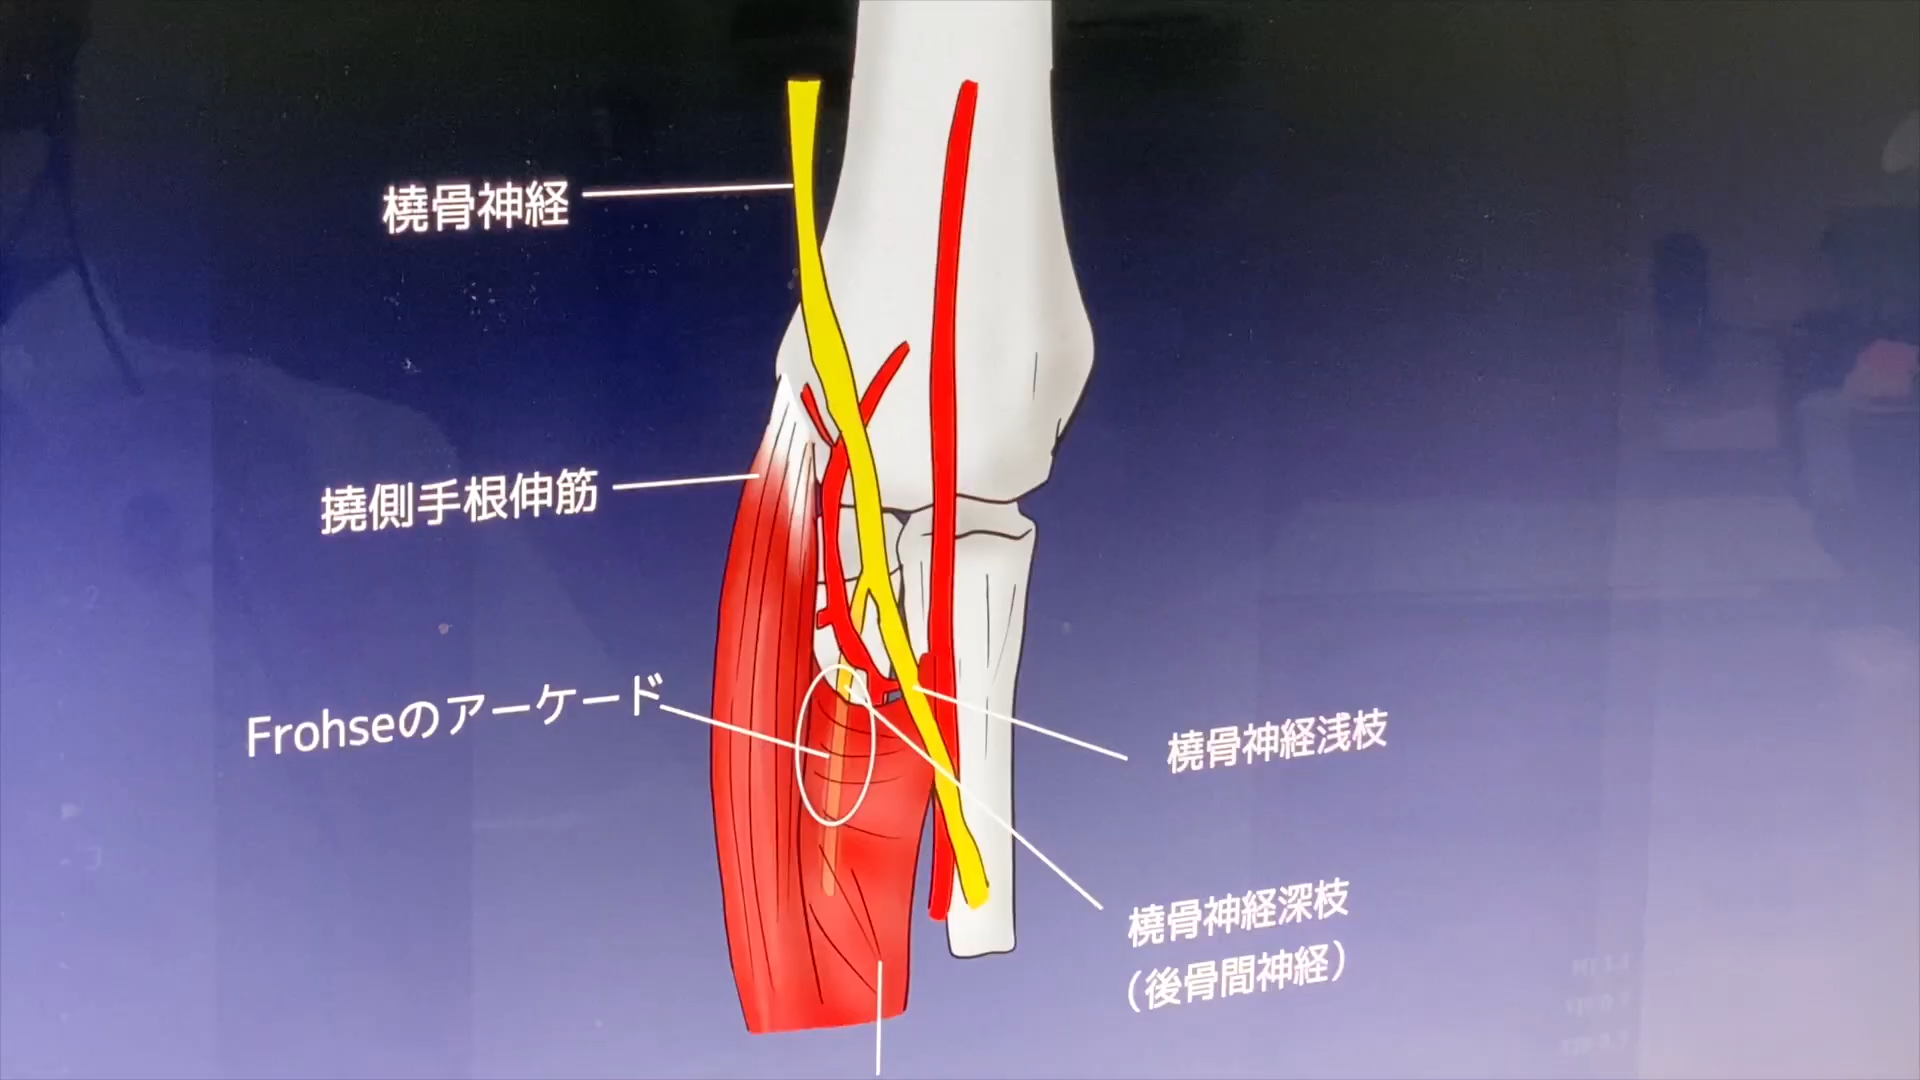 橈骨神経
撓側手根伸筋
Frohseのアーケード
橈骨神経浅枝
橈骨神経深枝
（後骨間神経）